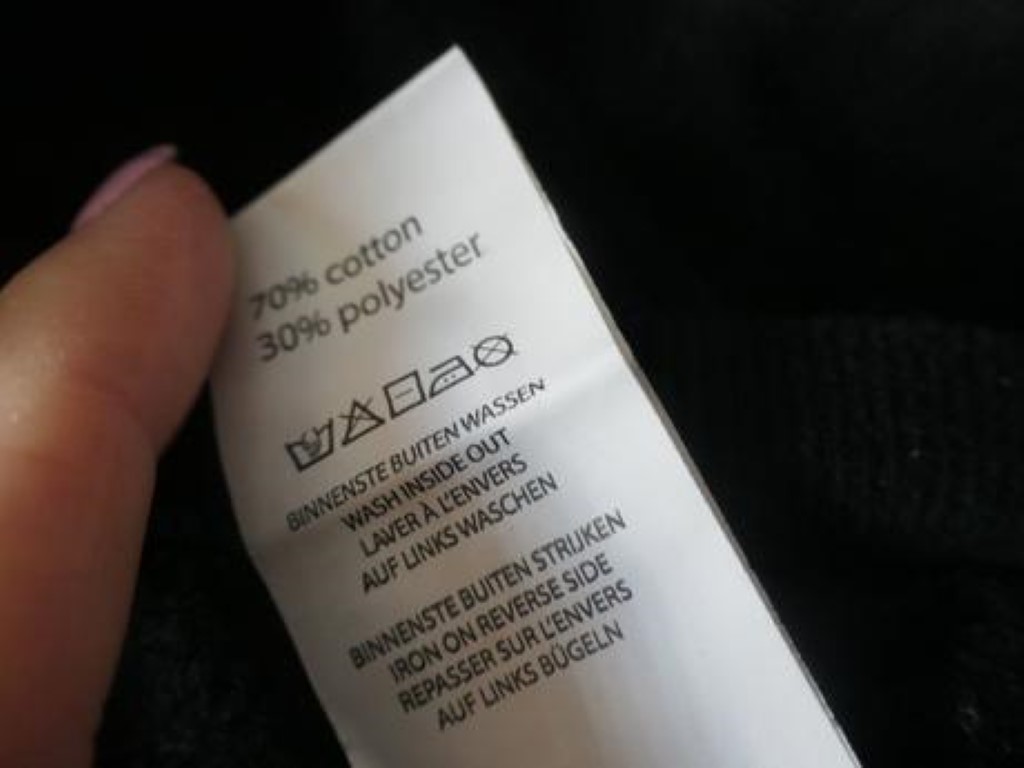 70% cotton
30% polyester
BINNENSTE BUITEN WASSEN
WASH INSIDE OUT
LAVER À L'ENVERS
AUF LINKS WASCHEN
BINNENSTE BUITEN STRIJKEN
IRON ON REVERSE SIDE
REPASSER SUR L'ENVERS
AUF LINKS BÜGELN